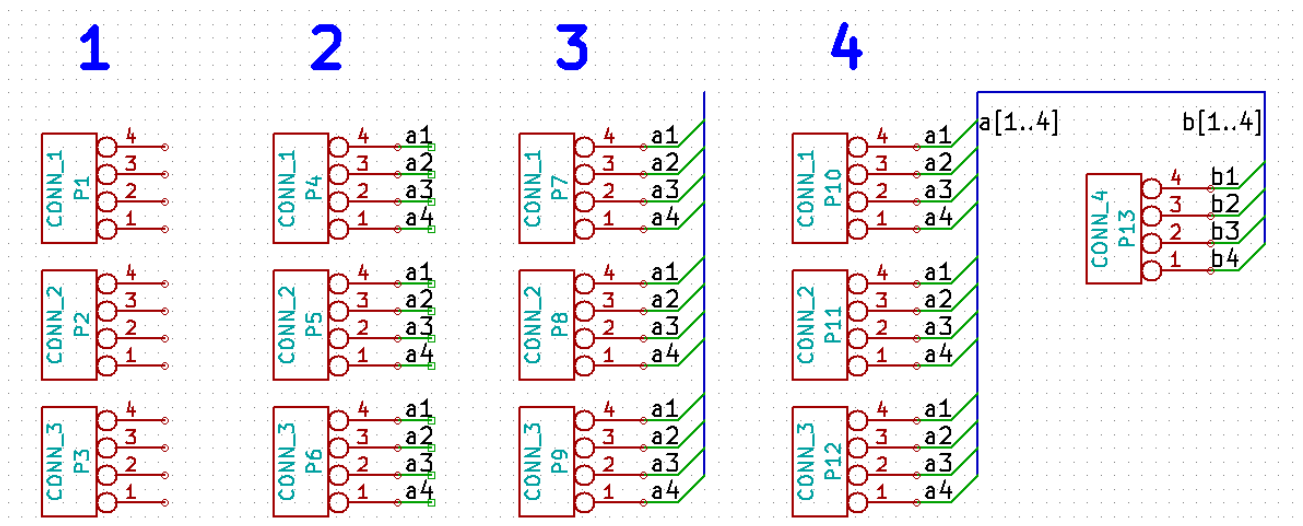 1 2 3 4
a[1..4] b[1..4]
CONN_1 P1 4 3 2 1
CONN_1 P4 4 3 2 1 a1 a2 a3 a4
CONN_1 P7 4 3 2 1 a1 a2 a3 a4
CONN_1 P10 4 3 2 1 a1 a2 a3 a4
CONN_4 P13 4 3 2 1 b1 b2 b3 b4
CONN_2 P2 4 3 2 1
CONN_2 P5 4 3 2 1 a1 a2 a3 a4
CONN_2 P8 4 3 2 1 a1 a2 a3 a4
CONN_2 P11 4 3 2 1 a1 a2 a3 a4
CONN_3 P3 4 3 2 1
CONN_3 P6 4 3 2 1 a1 a2 a3 a4
CONN_3 P9 4 3 2 1 a1 a2 a3 a4
CONN_3 P12 4 3 2 1 a1 a2 a3 a4